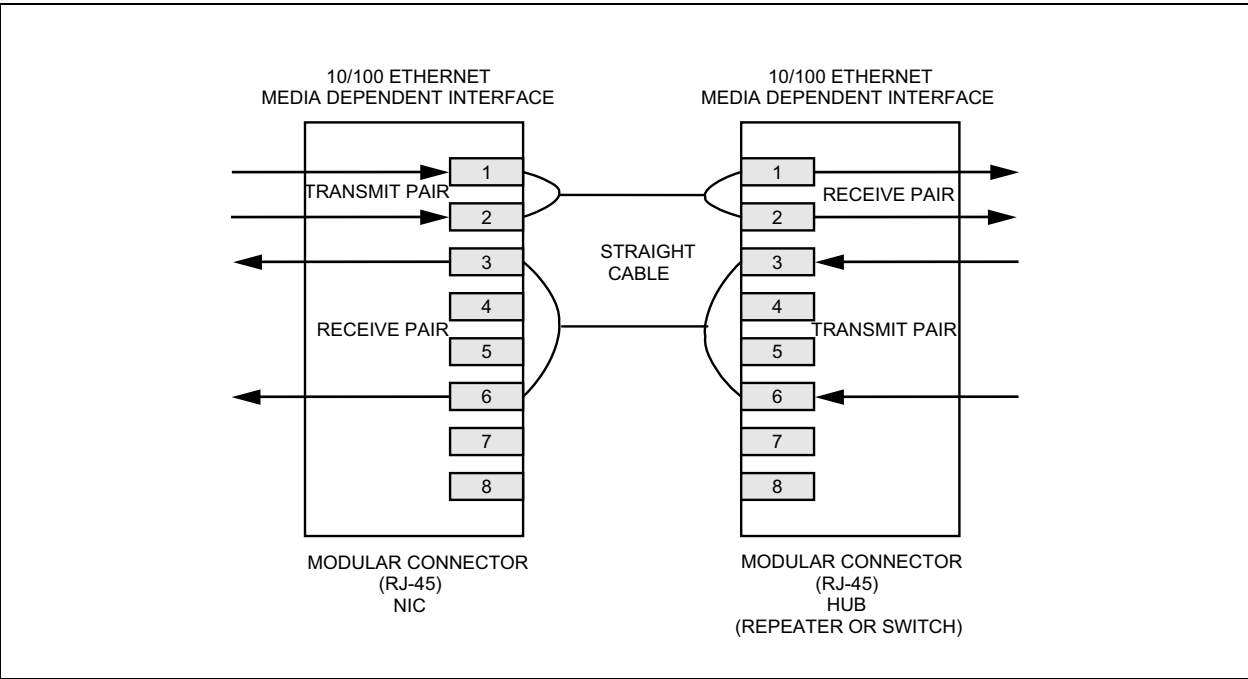 10/100 ETHERNET
MEDIA DEPENDENT INTERFACE
10/100 ETHERNET
MEDIA DEPENDENT INTERFACE
1
TRANSMIT PAIR
2
3
4
RECEIVE PAIR
5
6
7
8
STRAIGHT
CABLE
1
RECEIVE PAIR
2
3
4
TRANSMIT PAIR
5
6
7
8
MODULAR CONNECTOR
(RJ-45)
NIC
MODULAR CONNECTOR
(RJ-45)
HUB
(REPEATER OR SWITCH)